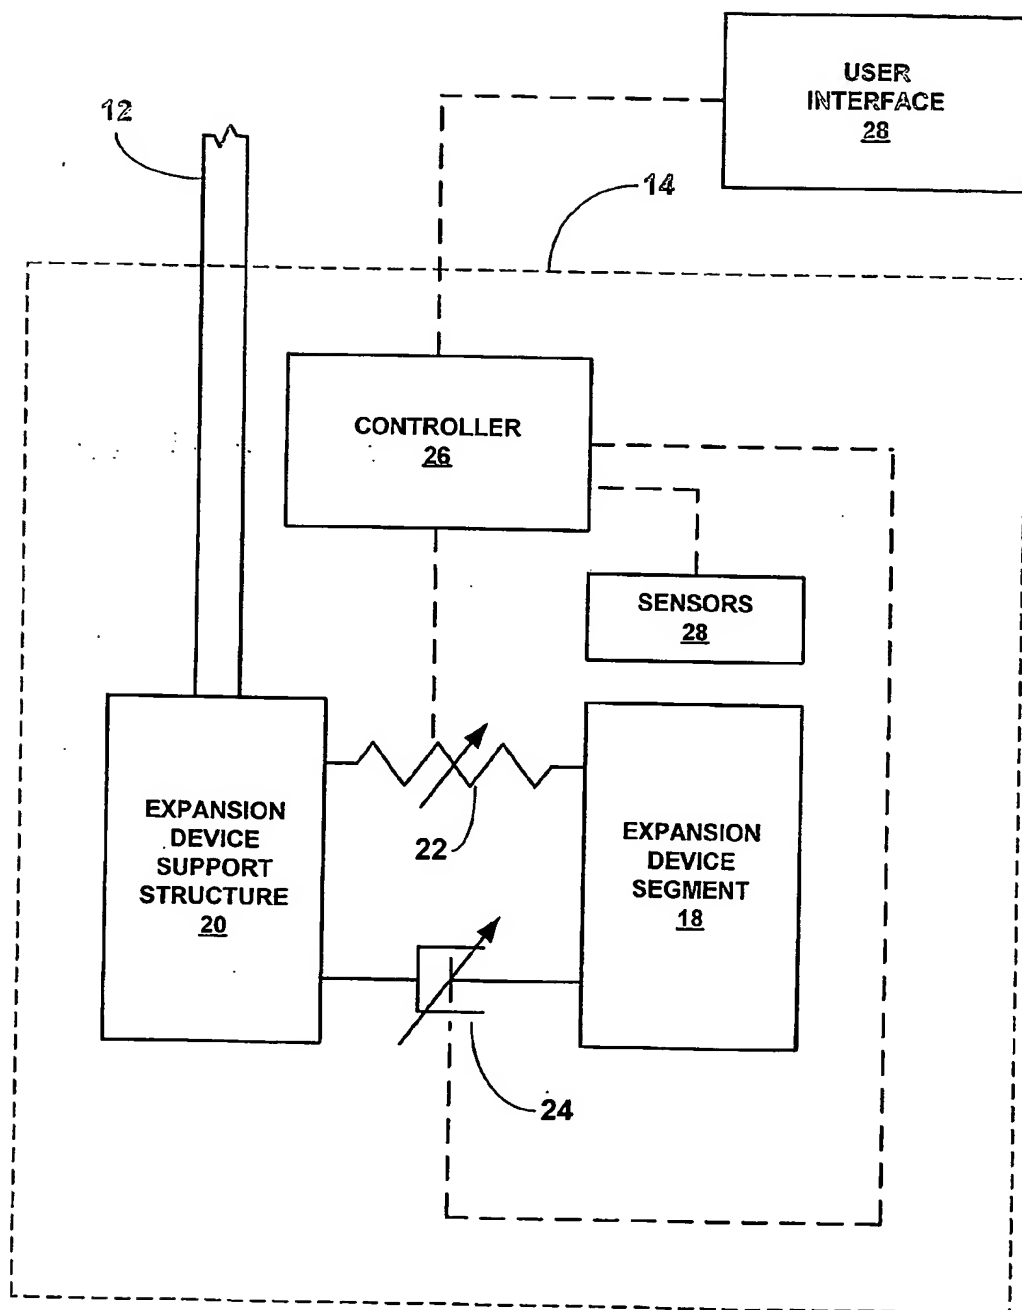 USER
INTERFACE
28
12
14
CONTROLLER
26
SENSORS
28
EXPANSION
DEVICE
SUPPORT
STRUCTURE
20
22
EXPANSION
DEVICE
SEGMENT
18
24